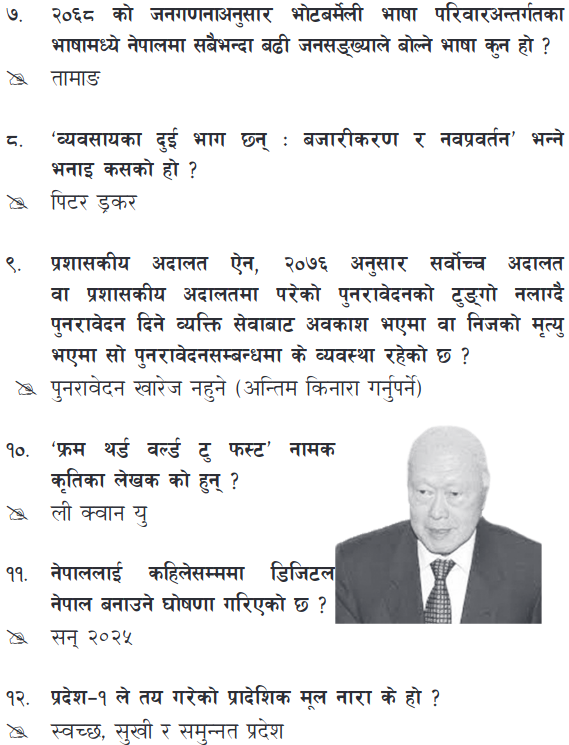 ७. २०६८ को जनगणनाअनुसार भोटबर्मेली भाषा परिवारअन्तर्गतका
भाषामध्ये नेपालमा सबैभन्दा बढी जनसङ्ख्याले बोल्ने भाषा कुन हो ?
तामाङ
८. ‘व्यवसायका दुई भाग छन् : बजारीकरण र नवप्रवर्तन’ भन्ने
भनाइ कसको हो ?
पिटर ड्रकर
९. प्रशासकीय अदालत ऐन, २०७६ अनुसार सर्वोच्च अदालत
वा प्रशासकीय अदालतमा परेको पुनरावेदनको टुङ्गो नलाग्दै
पुनरावेदन दिने व्यक्ति सेवाबाट अवकाश भएमा वा निजको मृत्यु
भएमा सो पुनरावेदनसम्बन्धमा के व्यवस्था रहेको छ ?
पुनरावेदन खारेज नहुने (अन्तिम किनारा गर्नुपर्ने)
१०. ‘फ्रम थर्ड वर्ल्ड टु फस्ट’ नामक
कृतिका लेखक को हुन् ?
ली क्वान यु
११. नेपाललाई कहिलेसम्ममा डिजिटल
नेपाल बनाउने घोषणा गरिएको छ ?
सन् २०२५
१२. प्रदेश–१ ले तय गरेको प्रादेशिक मूल नारा के हो ?
स्वच्छ, सुखी र समुन्नत प्रदेश